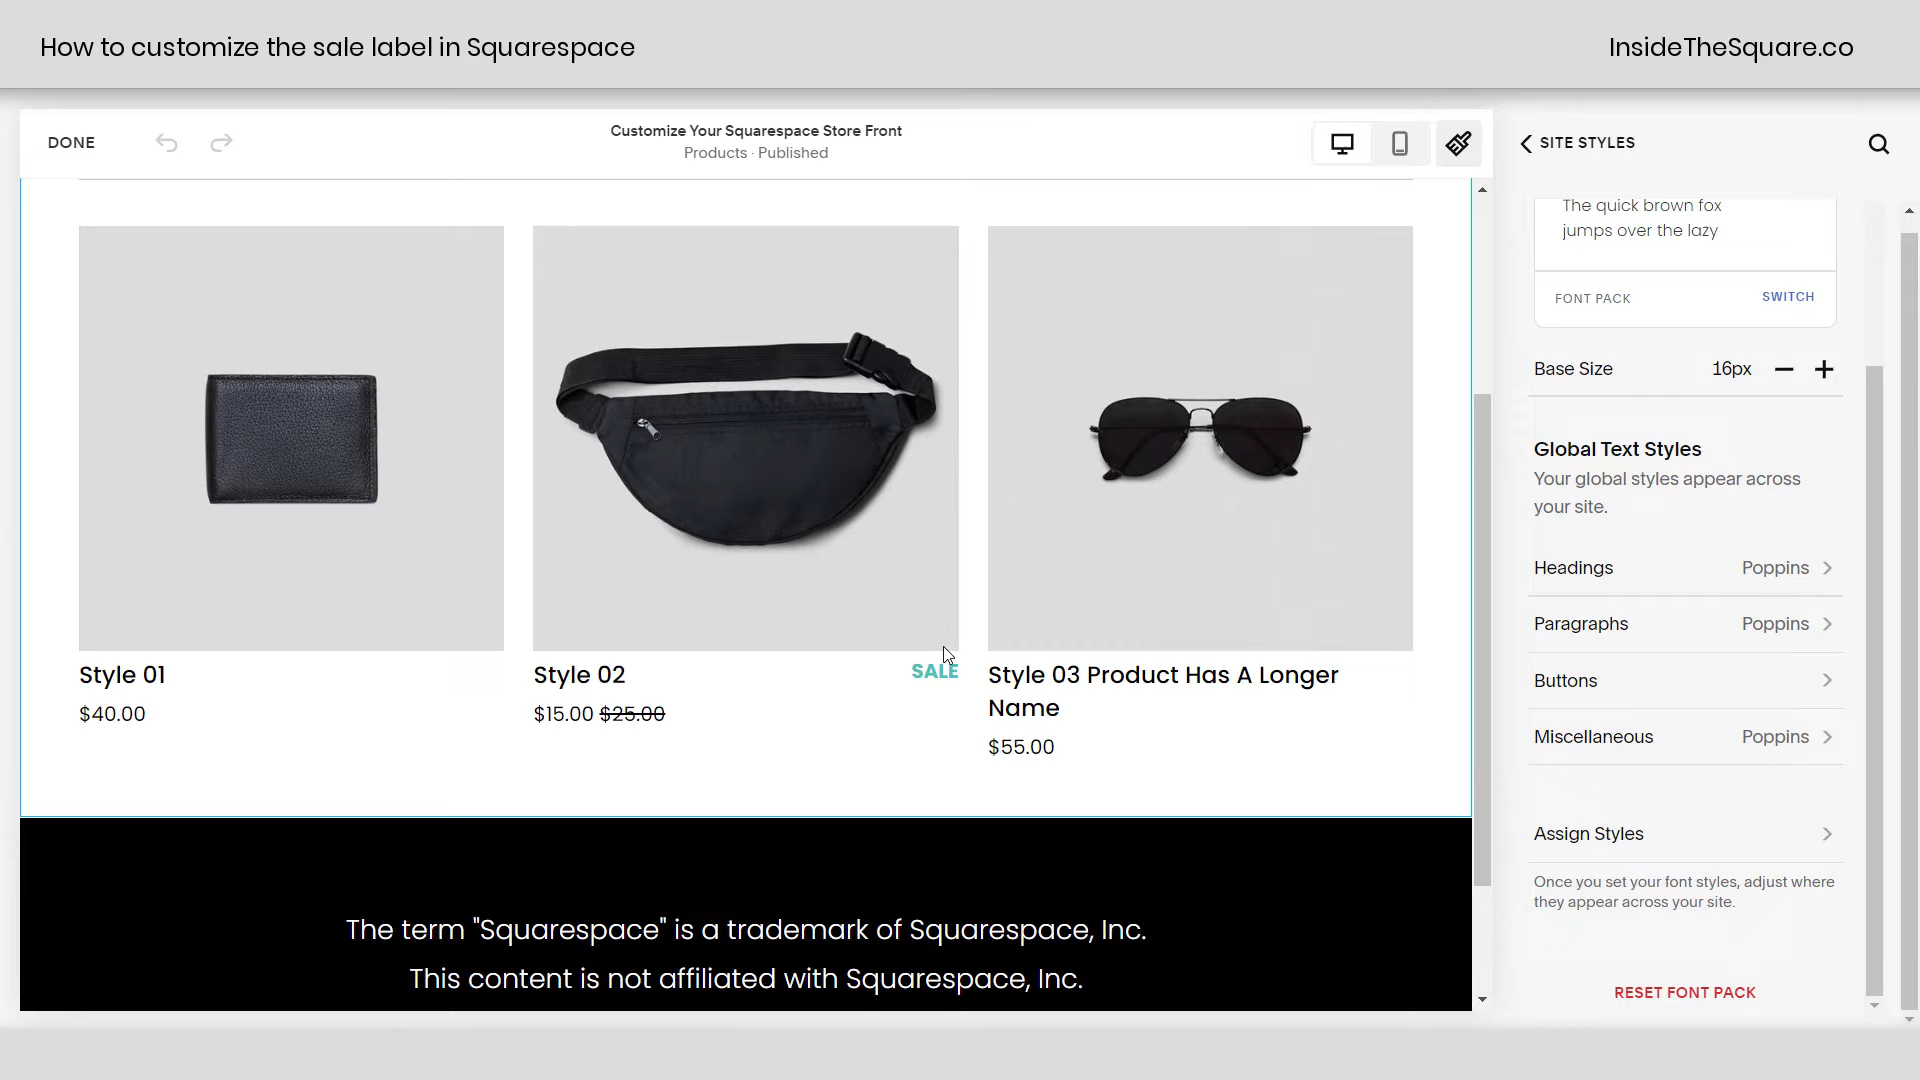 How to customize the sale label in Squarespace
InsideTheSquare.co
DONE
Customize Your Squarespace Store Front
Products · Published
SITE STYLES
The quick brown fox
jumps over the lazy
FONT PACK
SWITCH
Base Size
16px
Global Text Styles
Your global styles appear across
your site.
Headings
Poppins
Paragraphs
Poppins
Buttons
Miscellaneous
Poppins
Assign Styles
Once you set your font styles, adjust where
they appear across your site.
RESET FONT PACK
Style 01
$40.00
Style 02
SALE
$15.00 $25.00
Style 03 Product Has A Longer
Name
$55.00
The term "Squarespace" is a trademark of Squarespace, Inc.
This content is not affiliated with Squarespace, Inc.